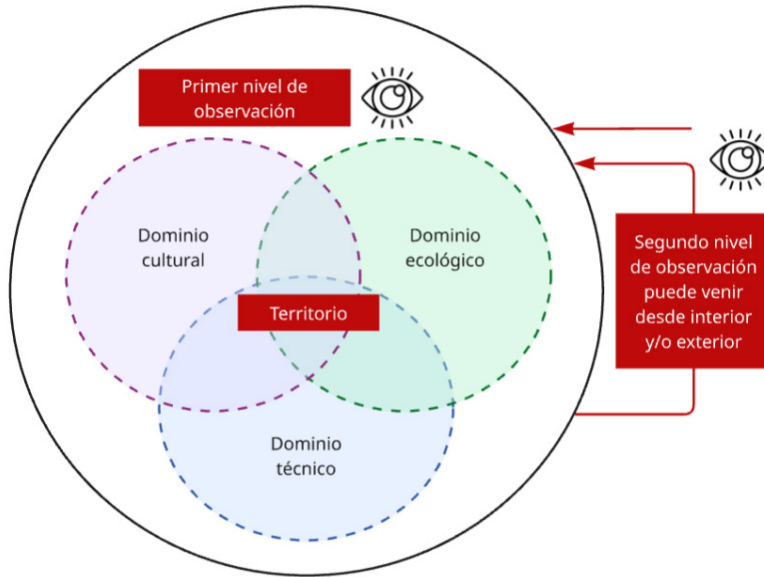 Primer nivel de
observación
Dominio
cultural
Dominio
ecológico
Territorio
Dominio
técnico
Segundo nivel
de observación
puede venir
desde interior
y/o exterior